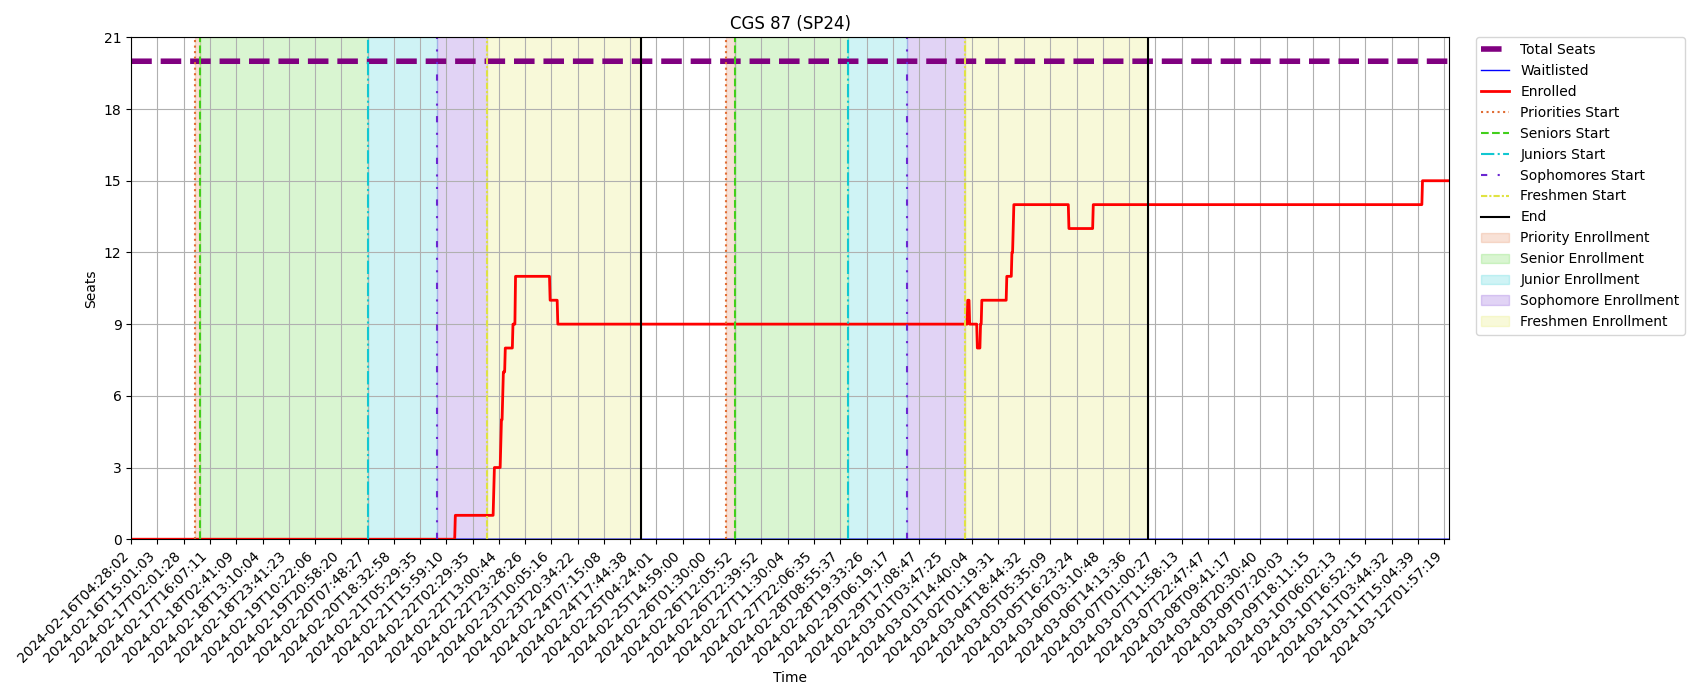 CGS 87 (SP24)
21
18
15
12
9
6
3
0
Seats
2024-02-16T04:28:02
2024-02-16T15:01:03
2024-02-17T02:01:28
2024-02-17T16:07:11
2024-02-18T02:41:09
2024-02-18T13:10:04
2024-02-18T23:41:23
2024-02-19T10:22:06
2024-02-19T20:58:20
2024-02-20T07:48:27
2024-02-20T18:32:58
2024-02-21T05:29:35
2024-02-21T15:59:10
2024-02-22T02:29:35
2024-02-22T13:00:44
2024-02-22T23:28:26
2024-02-23T10:05:16
2024-02-23T20:34:22
2024-02-24T07:15:08
2024-02-24T17:44:38
2024-02-25T04:24:01
2024-02-25T14:59:00
2024-02-26T01:30:00
2024-02-26T12:05:52
2024-02-26T22:39:52
2024-02-27T11:30:04
2024-02-27T22:06:35
2024-02-28T08:55:37
2024-02-28T19:33:26
2024-02-29T06:19:17
2024-02-29T17:08:47
2024-03-01T03:47:25
2024-03-01T14:40:04
2024-03-02T01:19:31
2024-03-04T18:44:32
2024-03-05T05:35:09
2024-03-05T16:23:24
2024-03-06T03:10:48
2024-03-06T14:13:36
2024-03-07T01:00:27
2024-03-07T11:58:13
2024-03-07T22:47:47
2024-03-08T09:41:17
2024-03-08T20:30:40
2024-03-09T07:20:03
2024-03-09T18:11:15
2024-03-10T06:02:13
2024-03-10T16:52:15
2024-03-11T03:44:32
2024-03-11T15:04:39
2024-03-12T01:57:19
Time
Total Seats
Waitlisted
Enrolled
Priorities Start
Seniors Start
Juniors Start
Sophomores Start
Freshmen Start
End
Priority Enrollment
Senior Enrollment
Junior Enrollment
Sophomore Enrollment
Freshmen Enrollment